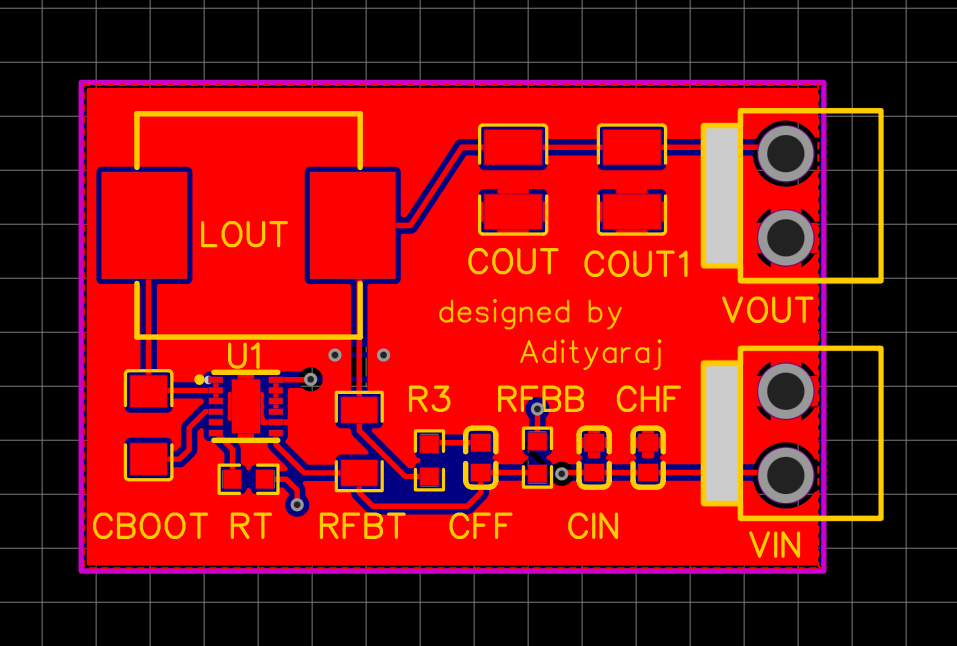 LOUT
COUT
COUT1
designed by
Adityaraj
VOUT
U1
R3
RFBB
CHF
CBOOT
RT
RFBT
CFF
CIN
VIN